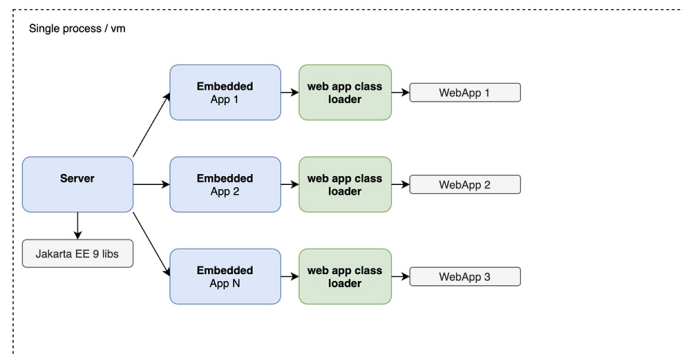 Single process / vm
Embedded
App 1
web app class
loader
WebApp 1
Server
Embedded
App 2
web app class
loader
WebApp 2
Jakarta EE 9 libs
Embedded
App N
web app class
loader
WebApp 3